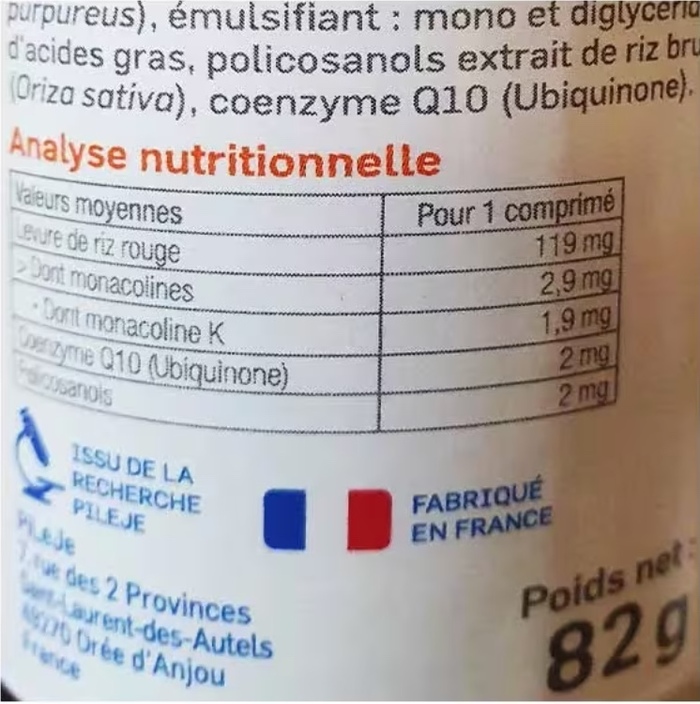 purpureus), émulsifiant : mono et diglycérid
d'acides gras, policosanols extrait de riz bru
(Oriza sativa), coenzyme Q10 (Ubiquinone).
Analyse nutritionnelle
Valeurs moyennes Pour 1 comprimé
Levure de riz rouge 119 mg
> Dont monacolines 2,9 mg
- Dont monacoline K 1,9 mg
Coenzyme Q10 (Ubiquinone) 2 mg
Policosanols 2 mg
ISSU DE LA
RECHERCHE
PILEJE
FABRIQUÉ
EN FRANCE
PiLeJe
7 rue des 2 Provinces
Saint-Laurent-des-Autels
49270 Orée d'Anjou
France
Poids net :
82g